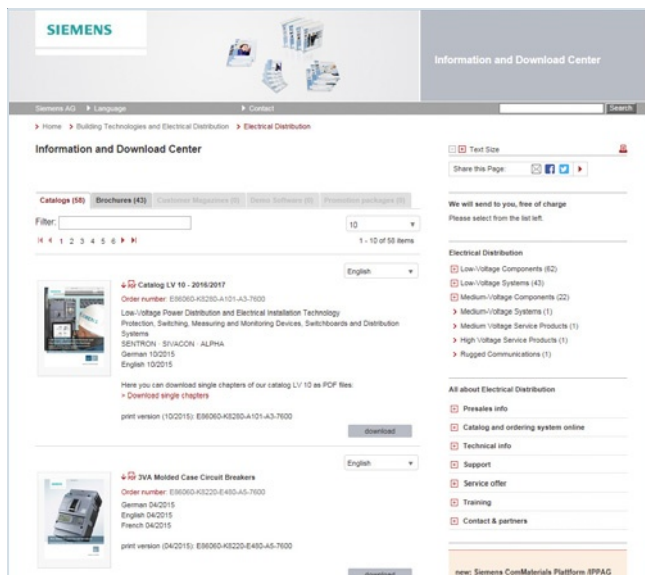 SIEMENS
Information and Download Center
Siemens AG Language Contact Search
Home Building Technologies and Electrical Distribution Electrical Distribution
Information and Download Center
Catalogs (58) Brochures (43) Customer Magazines (0) Demo Software (0) Promotion packages (0)
Filter: 10
1 2 3 4 5 6 1 - 10 of 58 items
English
PDF Catalog LV 10 - 2016/2017
Order number: E86060-K8280-A101-A3-7600
Low-Voltage Power Distribution and Electrical Installation Technology
Protection, Switching, Measuring and Monitoring Devices, Switchboards and Distribution
Systems
SENTRON · SIVACON · ALPHA
German 10/2015
English 10/2015
Here you can download single chapters of our catalog LV 10 as PDF files:
> Download single chapters
print version (10/2015): E86060-K8280-A101-A3-7600
download
English
PDF 3VA Molded Case Circuit Breakers
Order number: E86060-K8220-E480-A5-7600
German 04/2015
English 04/2015
French 04/2015
print version (04/2015): E86060-K8220-E480-A5-7600
download
Text Size
Share this Page:
We will send to you, free of charge
Please select from the list left.
Electrical Distribution
Low-Voltage Components (62)
Low-Voltage Systems (43)
Medium-Voltage Components (22)
Medium-Voltage Systems (1)
Medium Voltage Service Products (1)
High Voltage Service Products (1)
Rugged Communications (1)
All about Electrical Distribution
Presales info
Catalog and ordering system online
Technical info
Support
Service offer
Training
Contact & partners
new: Siemens ComMaterials Plattform /IPPAG